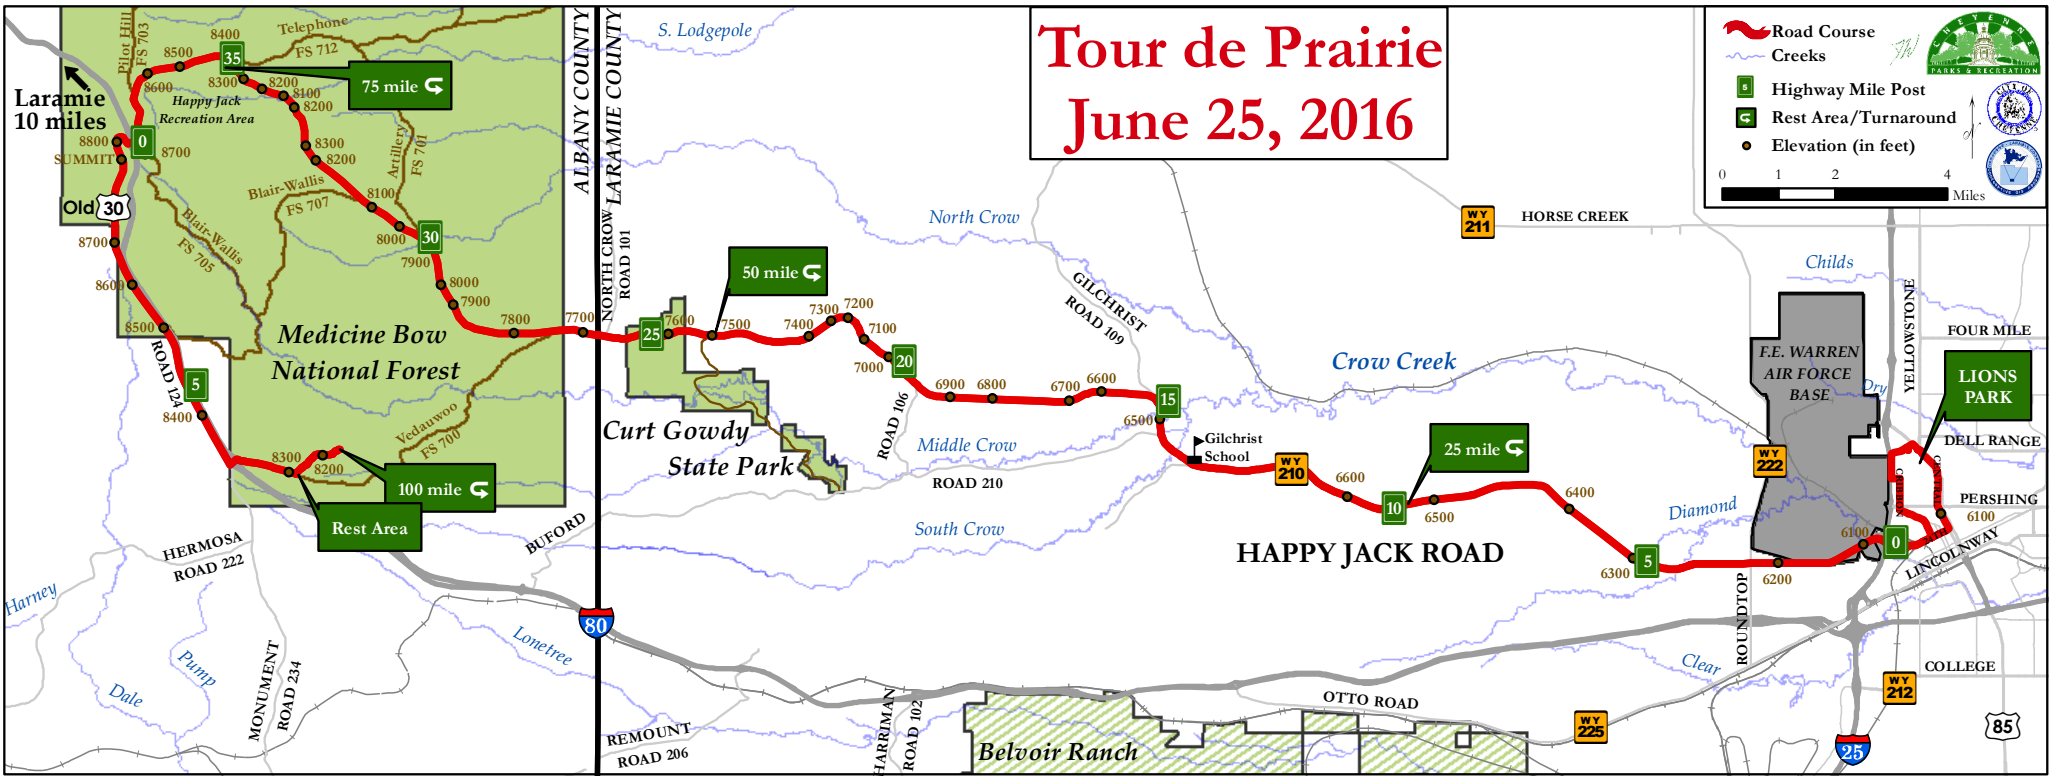 Tour de Prairie
June 25, 2016
Road Course
Creeks
5
Highway Mile Post
Rest Area/Turnaround
Elevation (in feet)
0 1 2 4
Miles
N
CHEYENNE
PARKS & RECREATION
CITY OF
CHEYENNE
Laramie
10 miles
Pilot Hill
FS 703
8500
8400
35
Telephone
FS 712
75 mile
8600
8300
8200
8100
8200
Happy Jack
Recreation Area
8800
SUMMIT
0
8700
8300
8200
Artillery
FS 701
Old 30
Blair-Wallis
FS 707
Blair-Wallis
FS 705
8100
8000
30
7900
8700
8600
8500
8000
7900
7800
7700
Medicine Bow
National Forest
ROAD 124
5
8400
8300
8200
Vedauwoo
FS 700
100 mile
Rest Area
ALBANY COUNTY
LARAMIE COUNTY
NORTH CROW
ROAD 101
S. Lodgepole
North Crow
50 mile
25
7600
7500
7400
7300
7200
7100
7000
20
Curt Gowdy
State Park
ROAD 106
6900
6800
6700
6600
15
6500
GILCHRIST
ROAD 109
Middle Crow
ROAD 210
South Crow
Gilchrist
School
WY
210
6600
10
6500
25 mile
6400
6300
5
6200
6100
0
HAPPY JACK ROAD
Crow Creek
WY
211
HORSE CREEK
Childs
F.E. WARREN
AIR FORCE
BASE
Dry
WY
222
Diamond
YELLOWSTONE
FOUR MILE
LIONS
PARK
DELL RANGE
CENTRAL
PERSHING
6100
LINCOLNWAY
ROUNDTOP
Clear
COLLEGE
WY
212
85
25
WY
225
OTTO ROAD
Belvoir Ranch
HARRIMAN
ROAD 102
REMOUNT
ROAD 206
80
BUFORD
Lonetree
HERMOSA
ROAD 222
MONUMENT
ROAD 234
Harney
Pump
Dale